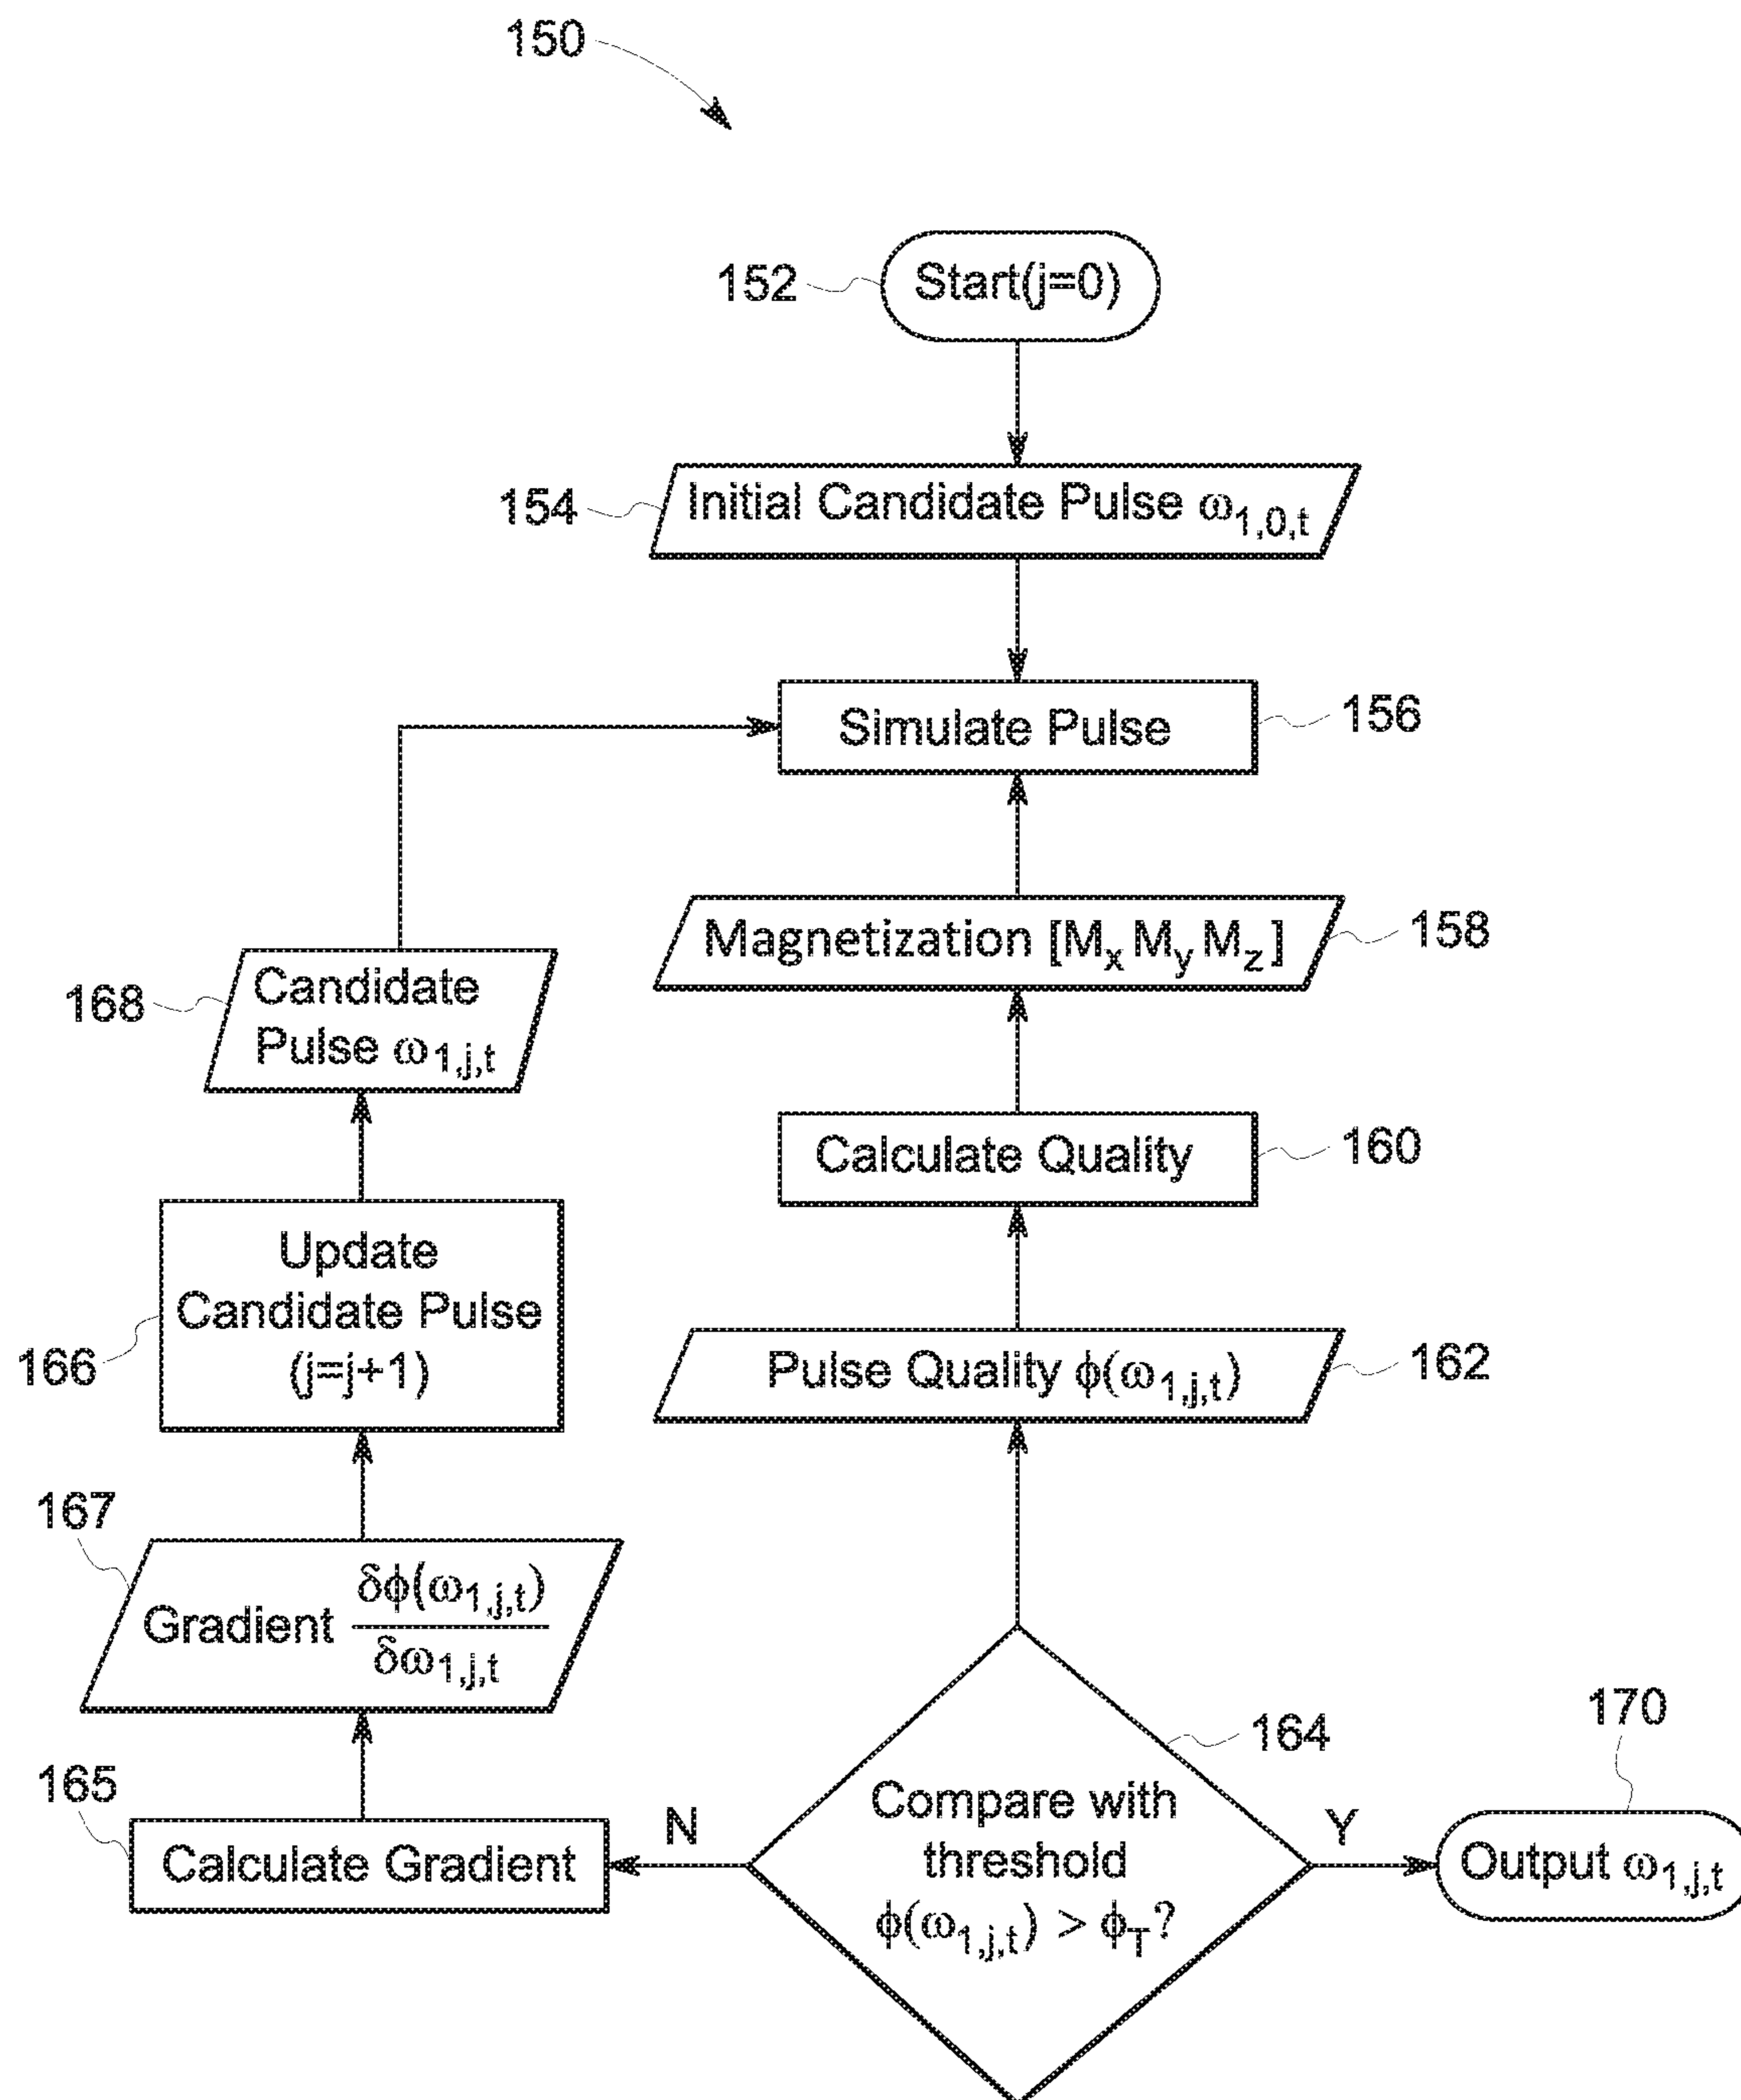 150
152
Start(j=0)
154
Initial Candidate Pulse ω1,0,t
Simulate Pulse
156
Magnetization [Mx My Mz]
158
168
Candidate
Pulse ω1,j,t
Calculate Quality
160
Update
Candidate Pulse
(j=j+1)
166
Pulse Quality ϕ(ω1,j,t)
162
167
Gradient δϕ(ω1,j,t)
δω1,j,t
164
170
165
Calculate Gradient
N
Compare with
threshold
ϕ(ω1,j,t) > ϕT?
Y
Output ω1,j,t